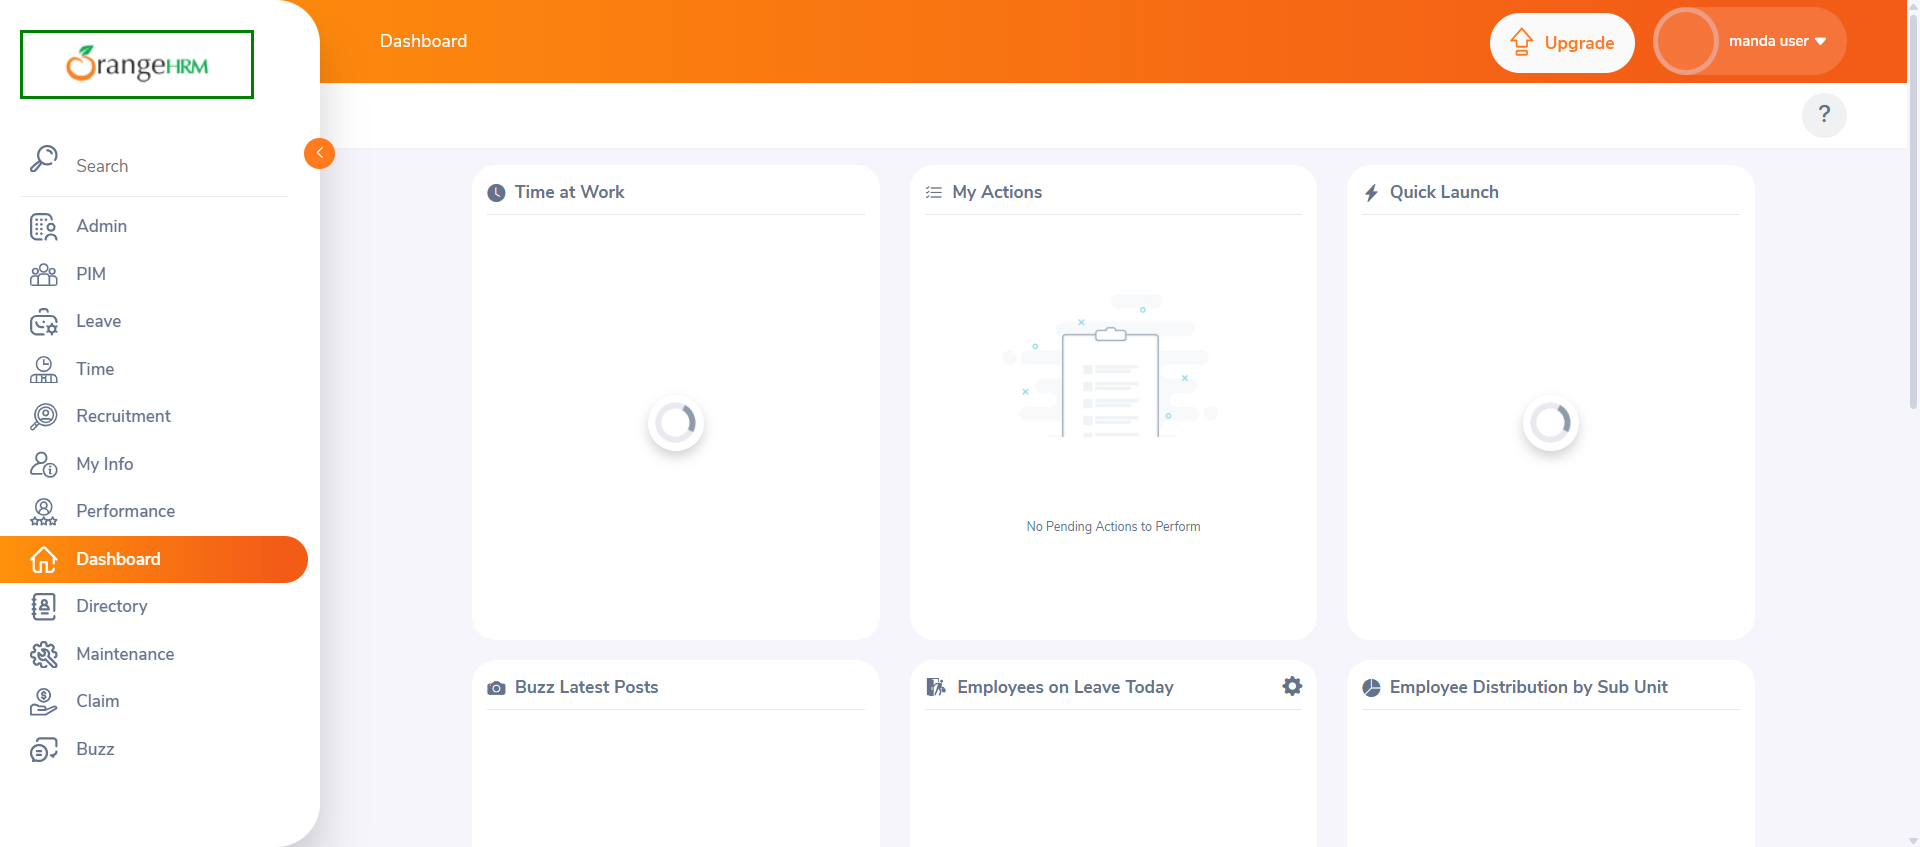 OrangeHRM
Dashboard
Upgrade
manda user
?
Search
Admin
PIM
Leave
Time
Recruitment
My Info
Performance
Dashboard
Directory
Maintenance
Claim
Buzz
Time at Work
My Actions
No Pending Actions to Perform
Quick Launch
Buzz Latest Posts
Employees on Leave Today
Employee Distribution by Sub Unit